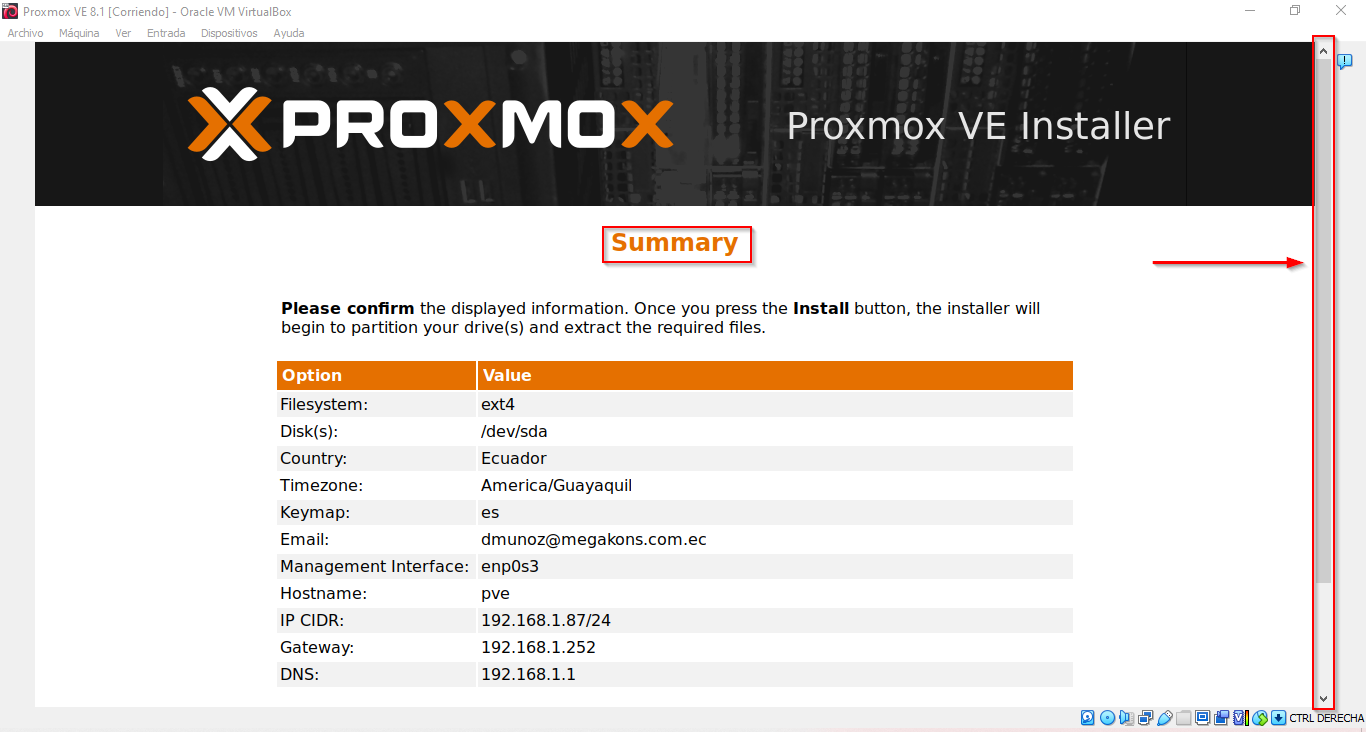 Proxmox VE 8.1 [Corriendo] - Oracle VM VirtualBox
Archivo Máquina Ver Entrada Dispositivos Ayuda
PROXMOX
Proxmox VE Installer
Summary
Please confirm the displayed information. Once you press the Install button, the installer will
begin to partition your drive(s) and extract the required files.
Option Value
Filesystem: ext4
Disk(s): /dev/sda
Country: Ecuador
Timezone: America/Guayaquil
Keymap: es
Email: dmunoz@megakons.com.ec
Management Interface: enp0s3
Hostname: pve
IP CIDR: 192.168.1.87/24
Gateway: 192.168.1.252
DNS: 192.168.1.1
CTRL DERECHA